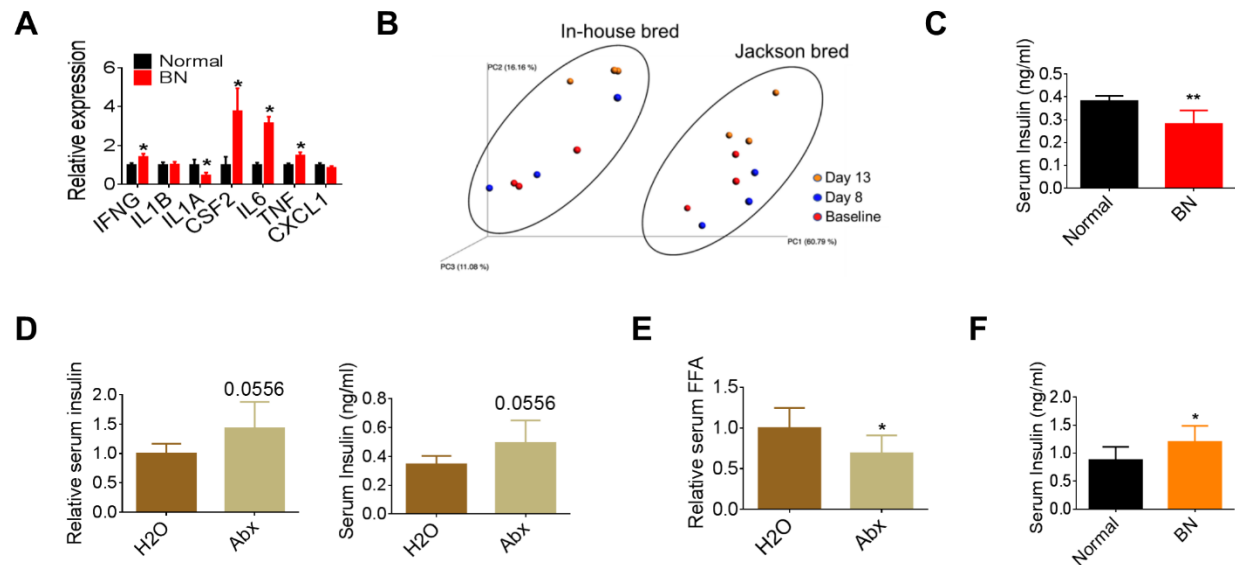 A
Normal
BN
Relative expression
6
4
2
0
*
*
*
*
*
IFNG
IL1B
IL1A
CSF2
IL6
TNF
CXCL1
B
In-house bred
Jackson bred
PC2 (16.16 %)
Day 13
Day 8
Baseline
PC1 (60.79 %)
PC3 (11.08 %)
C
Serum Insulin (ng/ml)
0.4
0.3
0.2
0.1
0.0
**
Normal
BN
D
Relative serum insulin
2.0
1.5
1.0
0.5
0.0
0.0556
H2O
Abx
Serum Insulin (ng/ml)
0.8
0.6
0.4
0.2
0.0
0.0556
H2O
Abx
E
Relative serum FFA
1.5
1.0
0.5
0.0
*
H2O
Abx
F
Serum Insulin (ng/ml)
2.0
1.5
1.0
0.5
0.0
*
Normal
BN